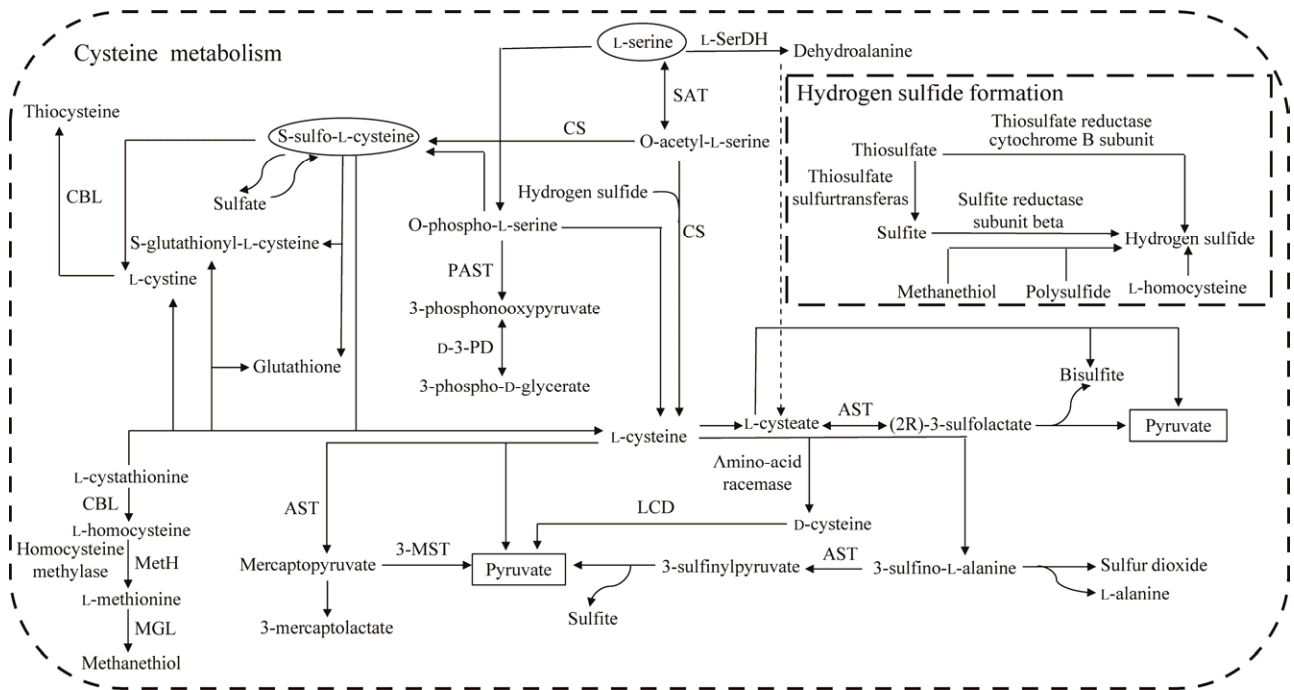 Cysteine metabolism
L-serine
L-SerDH
Dehydroalanine
Thiocysteine
SAT
Hydrogen sulfide formation
S-sulfo-L-cysteine
CS
O-acetyl-L-serine
Thiosulfate reductase
cytochrome B subunit
Thiosulfate
Thiosulfate
sulfurtransferas
CBL
Sulfate
Hydrogen sulfide
Sulfite reductase
subunit beta
Sulfite
Hydrogen sulfide
O-phospho-L-serine
CS
S-glutathionyl-L-cysteine
L-cystine
PAST
Methanethiol
Polysulfide
L-homocysteine
3-phosphonooxypyruvate
D-3-PD
Glutathione
3-phospho-D-glycerate
Bisulfite
L-cysteine
L-cysteate
AST
(2R)-3-sulfolactate
Pyruvate
L-cystathionine
CBL
Amino-acid
racemase
AST
LCD
D-cysteine
L-homocysteine
Homocysteine
methylase
MetH
Mercaptopyruvate
3-MST
Pyruvate
3-sulfinylpyruvate
AST
3-sulfino-L-alanine
Sulfur dioxide
L-alanine
L-methionine
Sulfite
3-mercaptolactate
MGL
Methanethiol